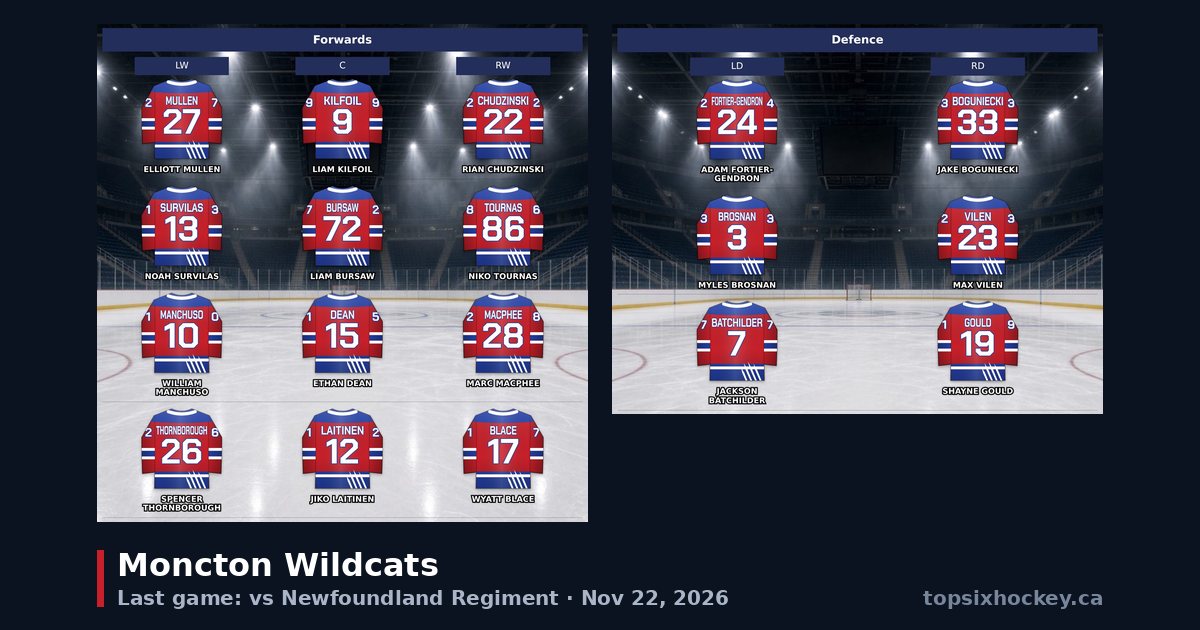 Forwards
LW C RW
2 MULLEN 7
27
ELLIOTT MULLEN
9 KILFOIL 9
9
LIAM KILFOIL
2 CHUDZINSKI 2
22
RIAN CHUDZINSKI
1 SURVILAS 3
13
NOAH SURVILAS
7 BURSAW 2
72
LIAM BURSAW
8 TOURNAS 6
86
NIKO TOURNAS
1 MANCHUSO 0
10
WILLIAM
MANCHUSO
1 DEAN 5
15
ETHAN DEAN
2 MACPHEE 8
28
MARC MACPHEE
2 THORNBOROUGH 6
26
SPENCER
THORNBOROUGH
1 LAITINEN 2
12
JIKO LAITINEN
1 BLACE 7
17
WYATT BLACE
Defence
LD RD
2 FORTIER-GENDRON 4
24
ADAM FORTIER-
GENDRON
3 BOGUNIECKI 3
33
JAKE BOGUNIECKI
3 BROSNAN 3
3
MYLES BROSNAN
2 VILEN 3
23
MAX VILEN
7 BATCHILDER 7
7
JACKSON
BATCHILDER
1 GOULD 9
19
SHAYNE GOULD
Moncton Wildcats
Last game: vs Newfoundland Regiment · Nov 22, 2026
topsixhockey.ca